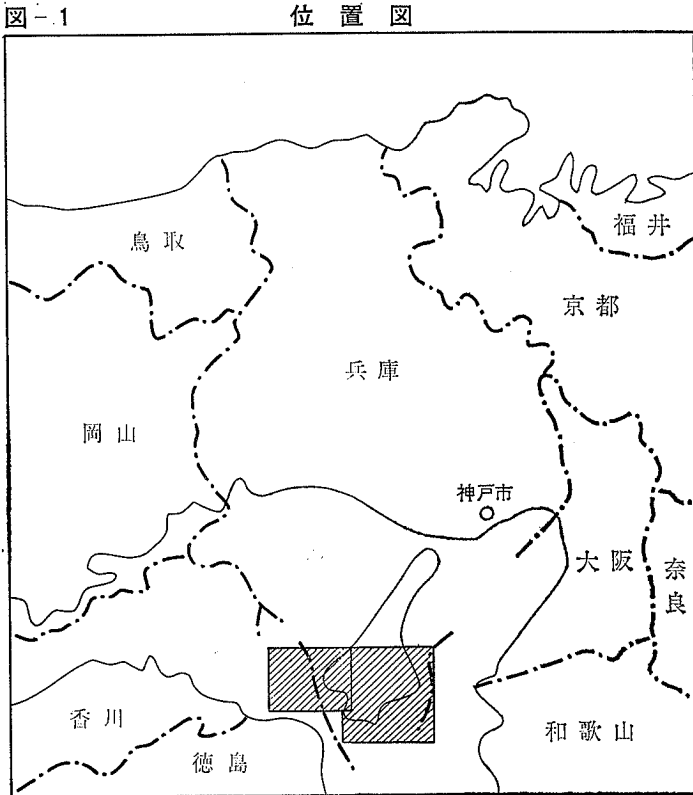 図-1
位置図
鳥取
福井
京都
兵庫
岡山
神戸市
大阪
奈良
香川
徳島
和歌山